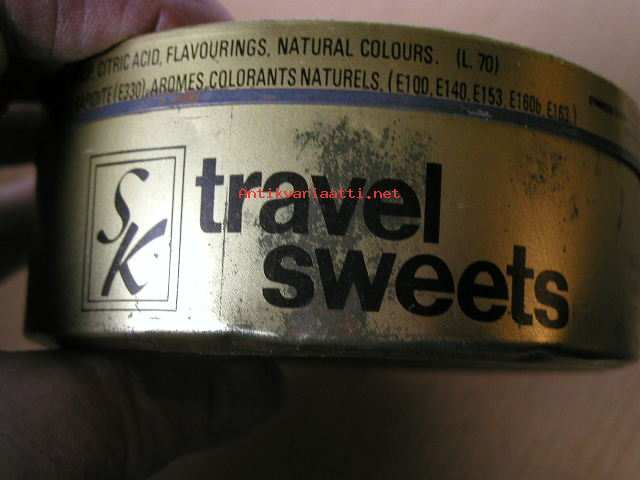 CITRIC ACID, FLAVOURINGS, NATURAL COLOURS. (L. 70)
(E330), AROMES, COLORANTS NATURELS, (E100, E140, E153, E160b, E163.)
SK
travel
Antikvariaatti.net
sweets